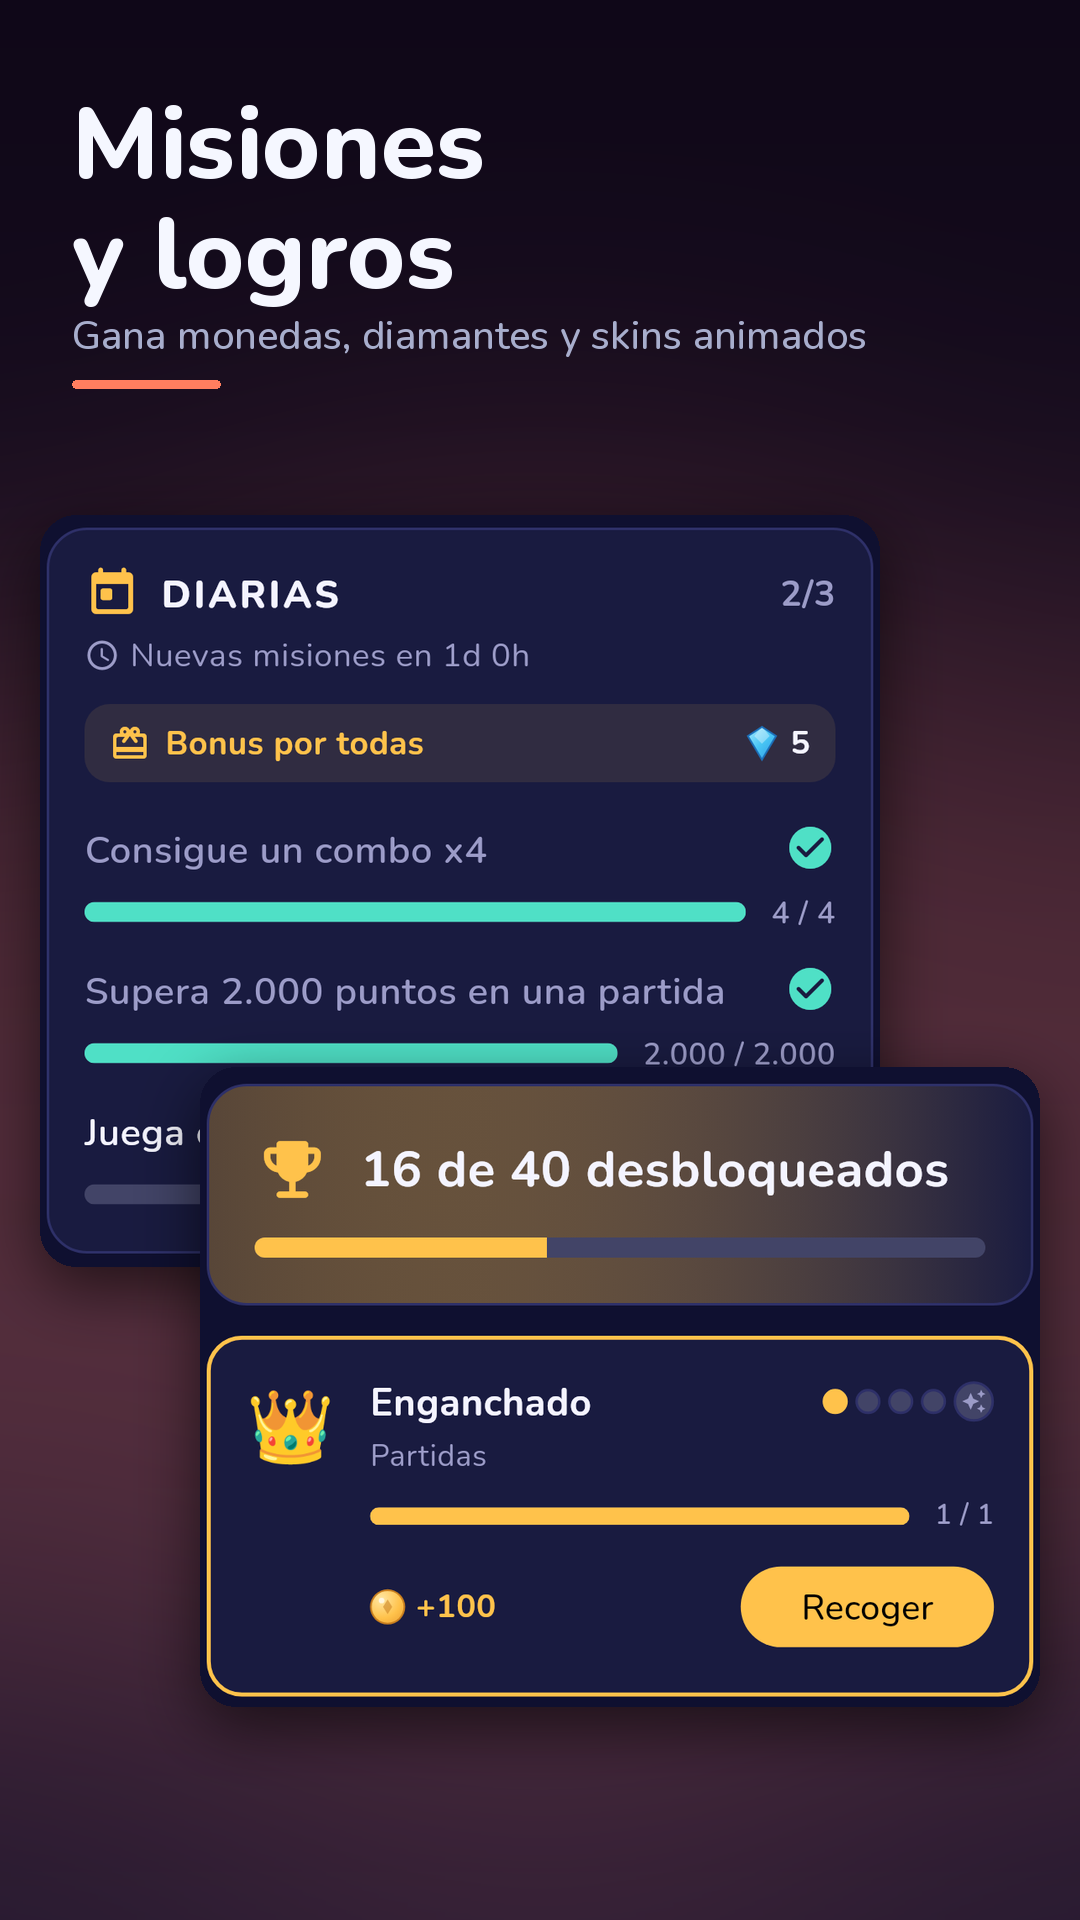 Misiones
y logros
Gana monedas, diamantes y skins animados
DIARIAS 2/3
Nuevas misiones en 1d 0h
Bonus por todas 5
Consigue un combo x4
4 / 4
Supera 2.000 puntos en una partida
2.000 / 2.000
Juega
16 de 40 desbloqueados
Enganchado
Partidas
1 / 1
+100 Recoger